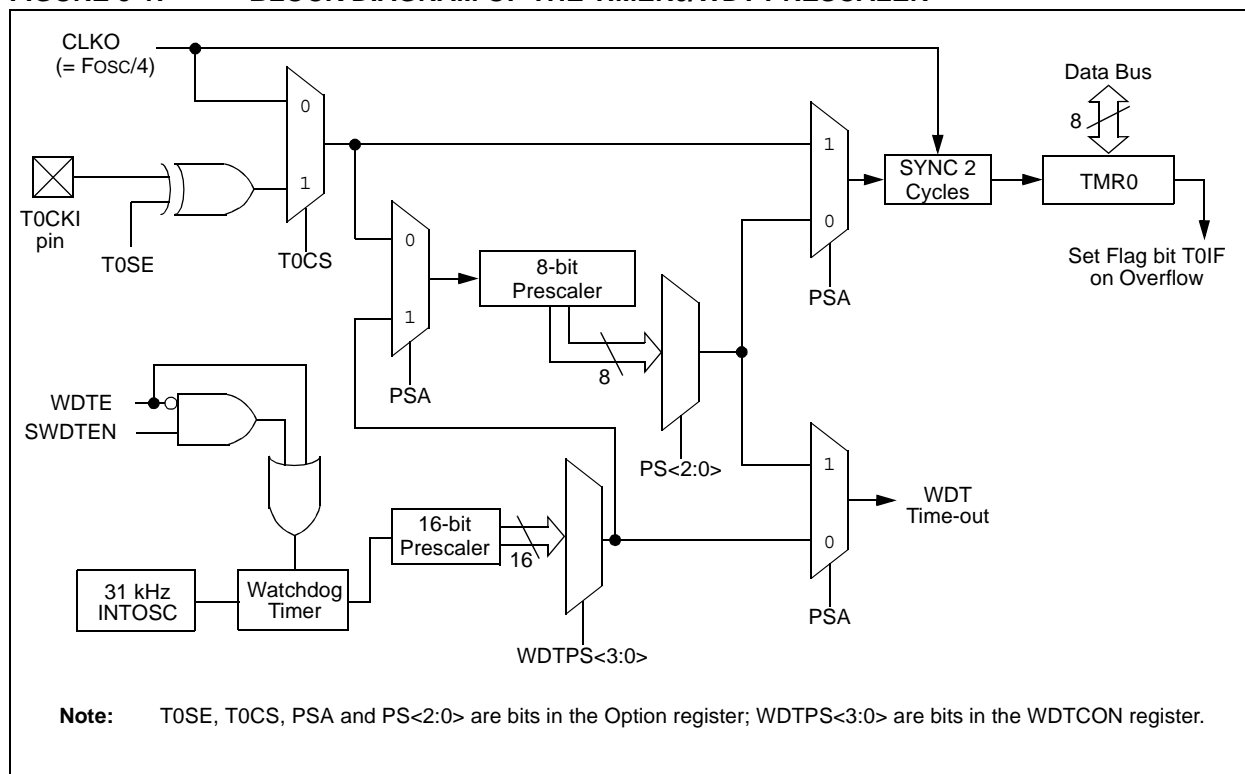 CLKO
(= FOSC/4)
Data Bus
8
0
1
T0CKI
pin
T0SE
T0CS
1
0
PSA
SYNC 2
Cycles
TMR0
Set Flag bit T0IF
on Overflow
0
1
PSA
8-bit
Prescaler
8
PS<2:0>
WDTE
SWDTEN
1
0
PSA
WDT
Time-out
16-bit
Prescaler
16
31 kHz
INTOSC
Watchdog
Timer
WDTPS<3:0>
Note: T0SE, T0CS, PSA and PS<2:0> are bits in the Option register; WDTPS<3:0> are bits in the WDTCON register.